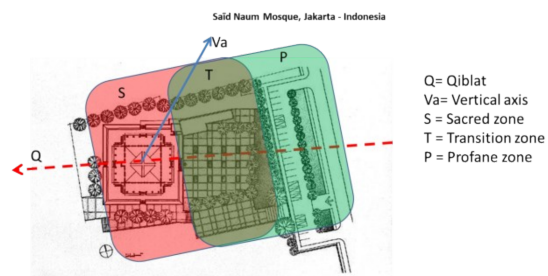 Saïd Naum Mosque, Jakarta - Indonesia
Va
P
T
S
Q
Q= Qiblat
Va= Vertical axis
S = Sacred zone
T = Transition zone
P = Profane zone